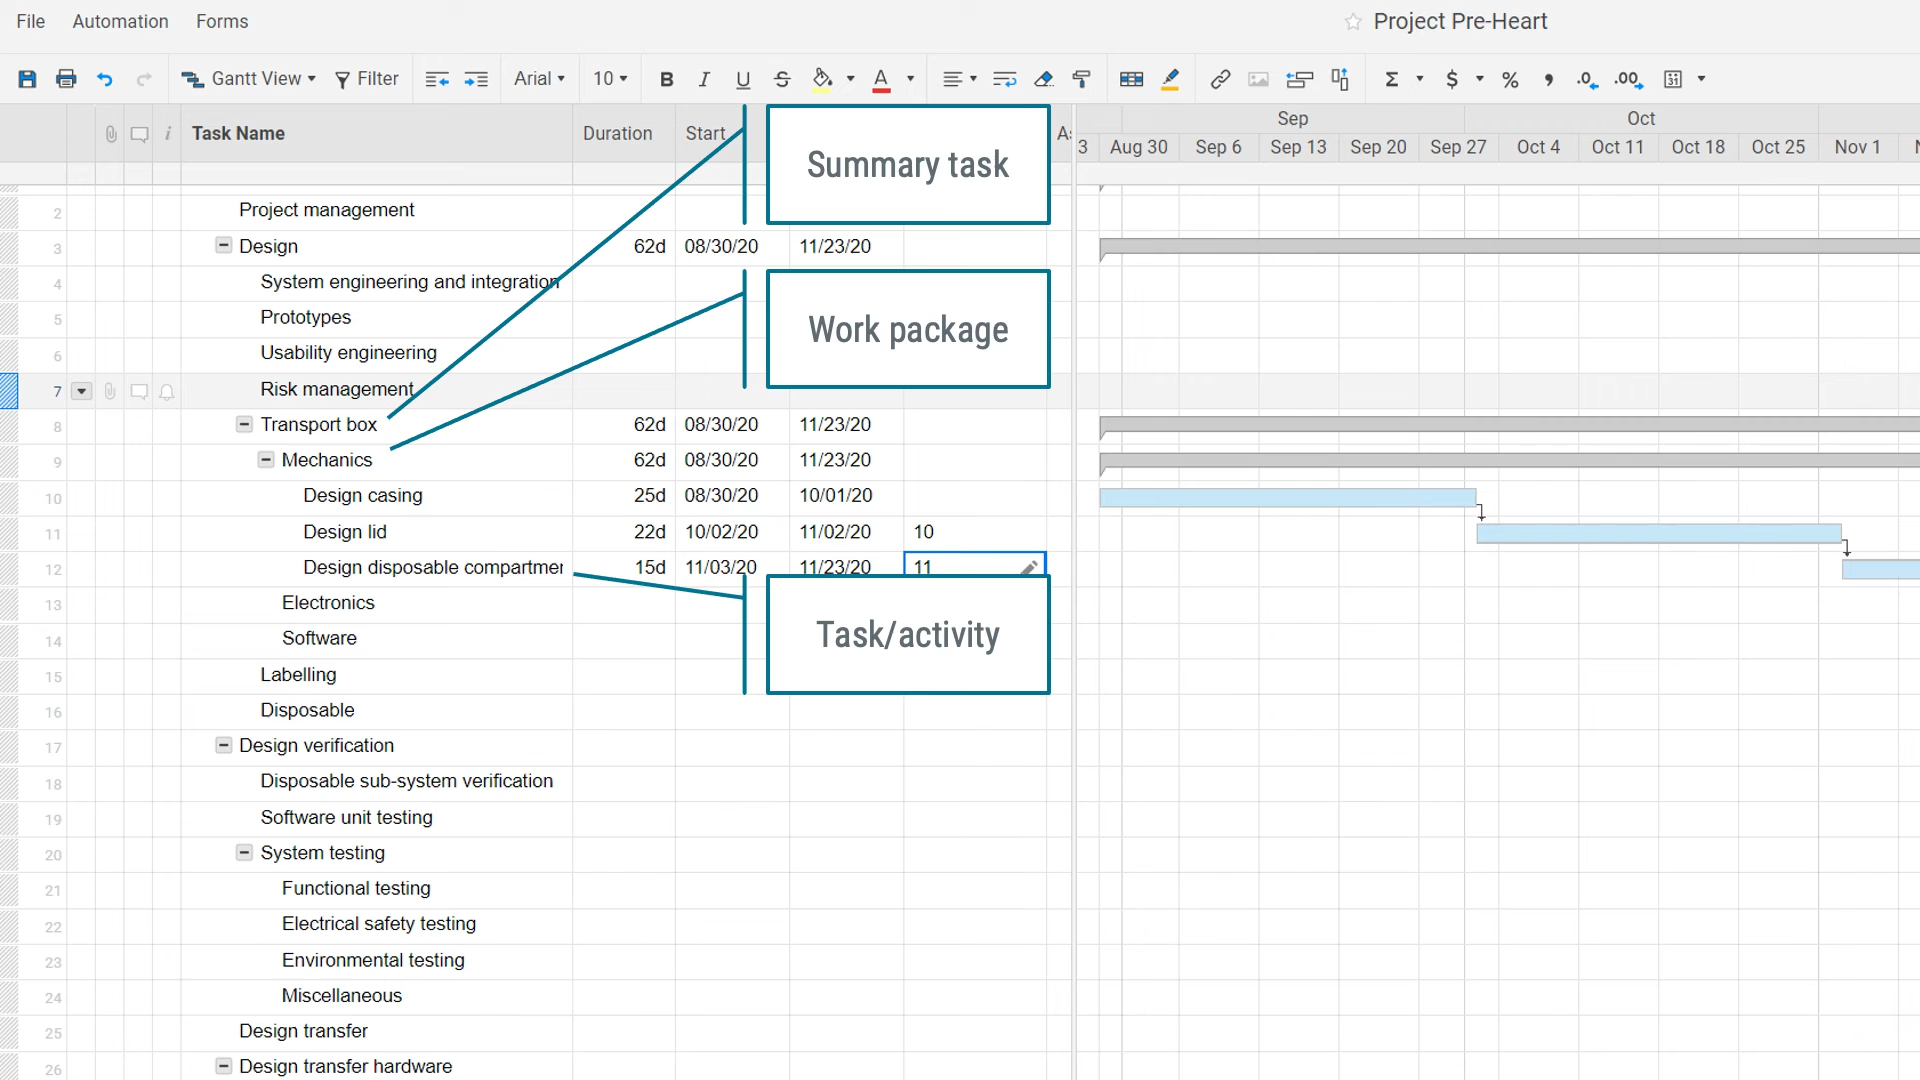 File Automation Forms
Project Pre-Heart
Gantt View Filter Arial 10 B I U S A Σ $ % .0 .00
i Task Name Duration Start
Sep Oct
3 Aug 30 Sep 6 Sep 13 Sep 20 Sep 27 Oct 4 Oct 11 Oct 18 Oct 25 Nov 1
Summary task
2 Project management
3 Design 62d 08/30/20 11/23/20
4 System engineering and integration
5 Prototypes
Work package
6 Usability engineering
7 Risk management
8 Transport box 62d 08/30/20 11/23/20
9 Mechanics 62d 08/30/20 11/23/20
10 Design casing 25d 08/30/20 10/01/20
11 Design lid 22d 10/02/20 11/02/20 10
12 Design disposable compartmen 15d 11/03/20 11/23/20 11
13 Electronics
Task/activity
14 Software
15 Labelling
16 Disposable
17 Design verification
18 Disposable sub-system verification
19 Software unit testing
20 System testing
21 Functional testing
22 Electrical safety testing
23 Environmental testing
24 Miscellaneous
25 Design transfer
26 Design transfer hardware